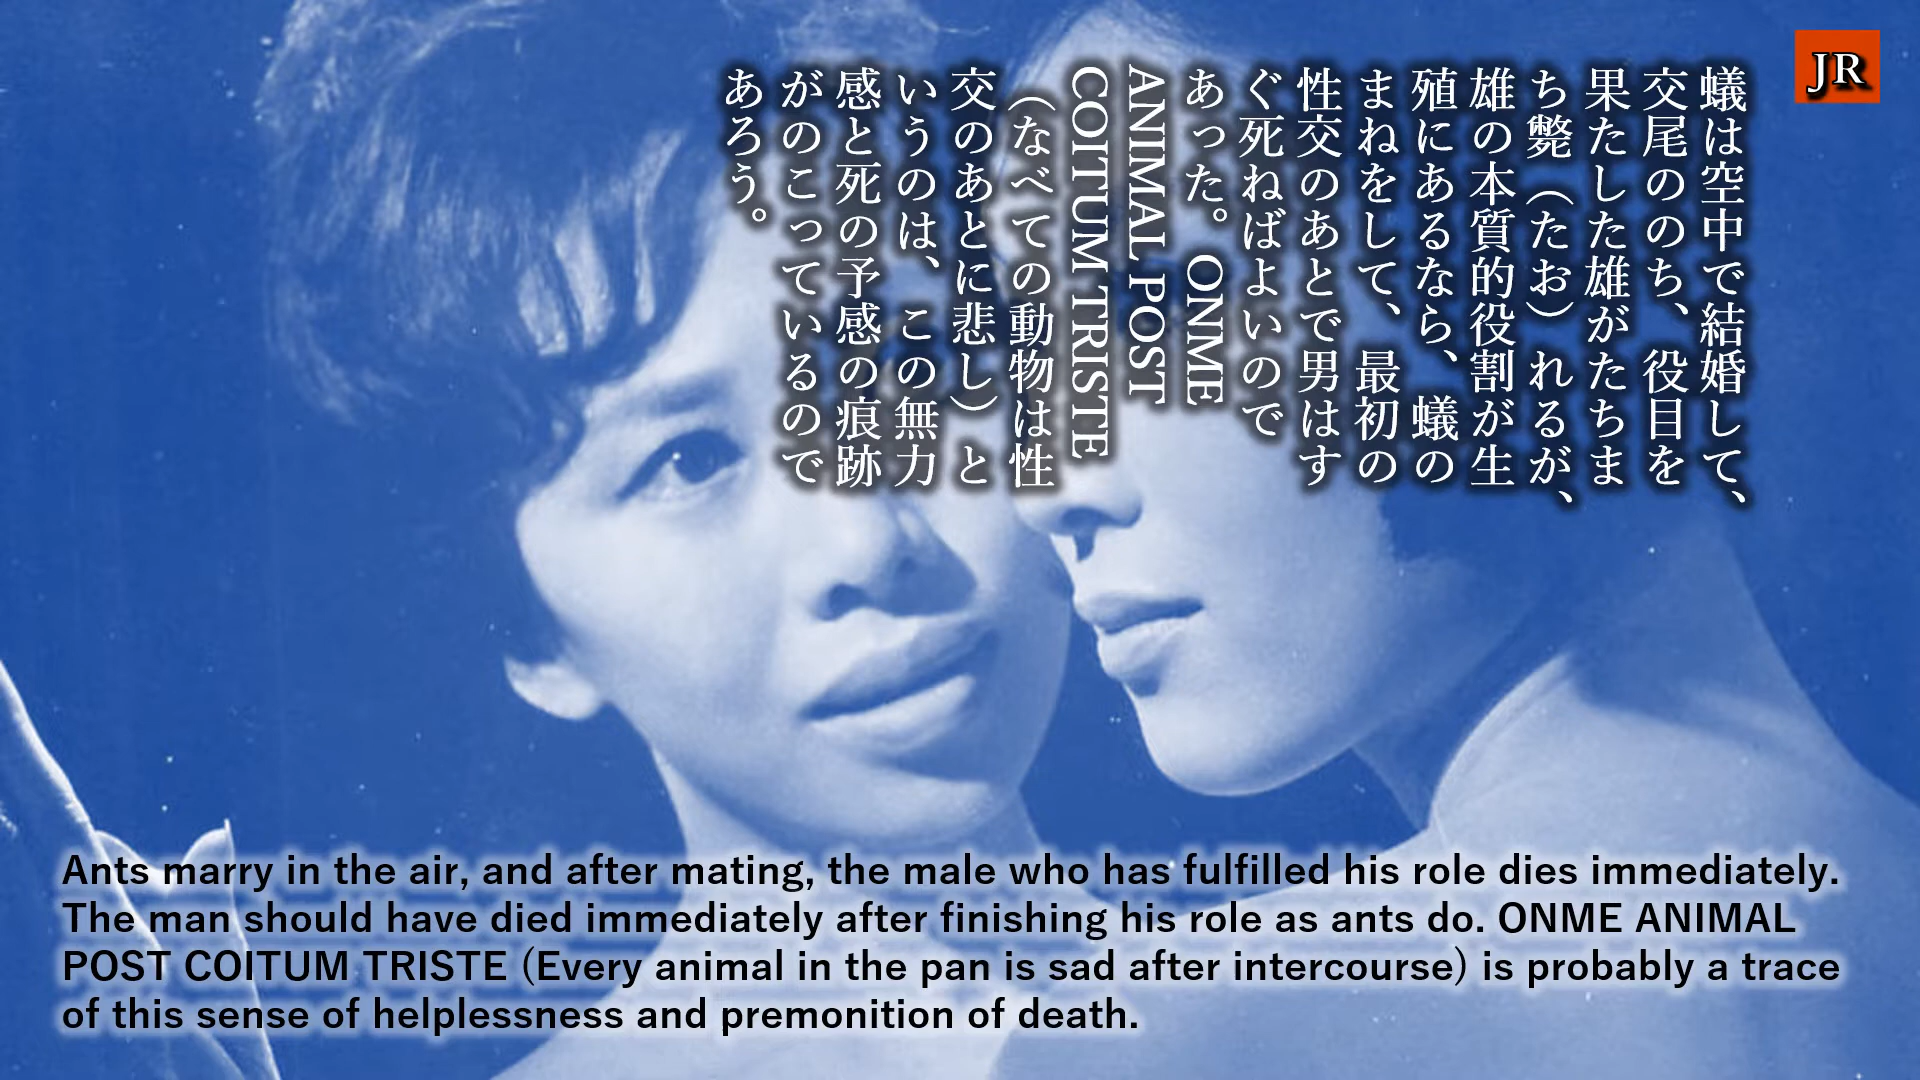 JR
蟻は空中で結婚して、
交尾ののち、役目を
果たした雄がたちま
ち斃（たお）れるが、
雄の本質的役割が生
殖にあるなら、蟻の
まねをして、最初の
性交のあとで男はす
ぐ死ねばよいので
あった。ONME
ANIMAL POST
COITUM TRISTE
（なべての動物は性
交のあとに悲し）と
いうのは、この無力
感と死の予感の痕跡
がのこっているので
あろう。
Ants marry in the air, and after mating, the male who has fulfilled his role dies immediately.
The man should have died immediately after finishing his role as ants do. ONME ANIMAL
POST COITUM TRISTE (Every animal in the pan is sad after intercourse) is probably a trace
of this sense of helplessness and premonition of death.